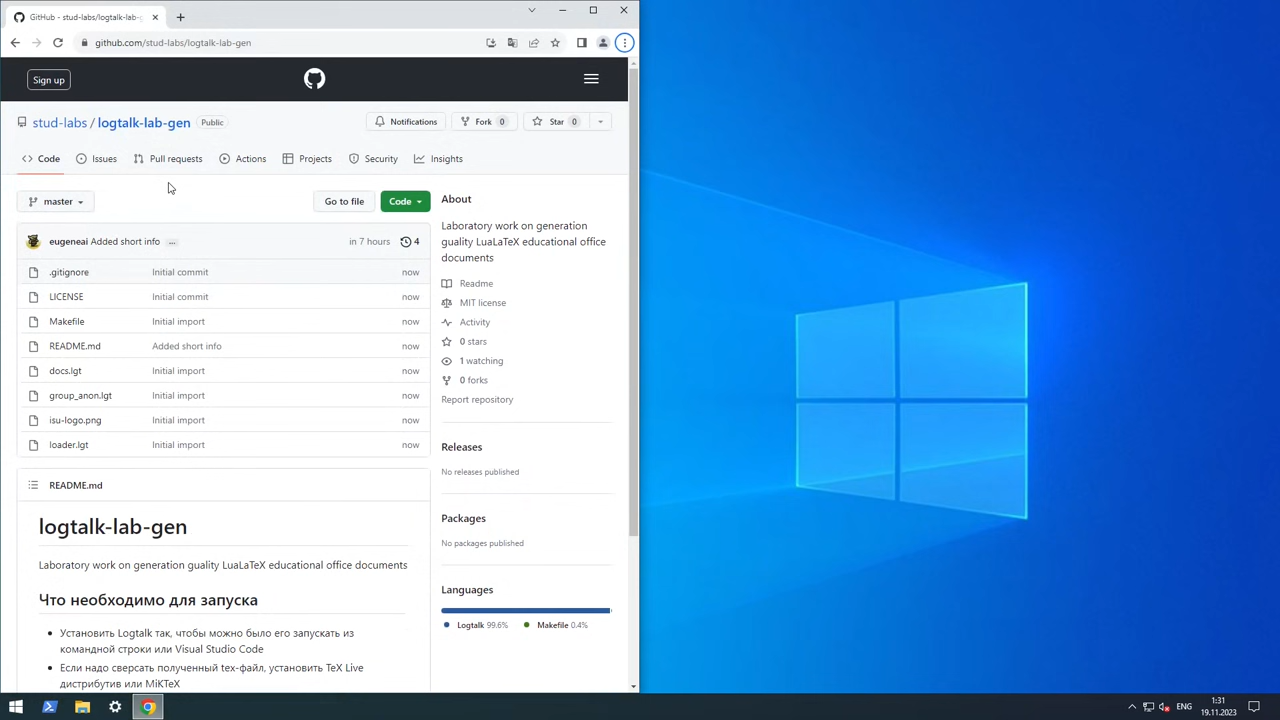 GitHub - stud-labs/logtalk-lab-g
github.com/stud-labs/logtalk-lab-gen
Sign up
stud-labs / logtalk-lab-gen Public
Notifications
Fork 0
Star 0
Code
Issues
Pull requests
Actions
Projects
Security
Insights
master
Go to file
Code
eugeneai Added short info ... in 7 hours 4
.gitignore Initial commit now
LICENSE Initial commit now
Makefile Initial import now
README.md Added short info now
docs.lgt Initial import now
group_anon.lgt Initial import now
isu-logo.png Initial import now
loader.lgt Initial import now
README.md
logtalk-lab-gen
Laboratory work on generation guality LuaLaTeX educational office documents
Что необходимо для запуска
Установить Logtalk так, чтобы можно было его запускать из
командной строки или Visual Studio Code
Если надо сверсать полученный tex-файл, установить TeX Live
дистрибутив или MiKTeX
About
Laboratory work on generation
guality LuaLaTeX educational office
documents
Readme
MIT license
Activity
0 stars
1 watching
0 forks
Report repository
Releases
No releases published
Packages
No packages published
Languages
Logtalk 99.6%
Makefile 0.4%
ENG
1:31
19.11.2023